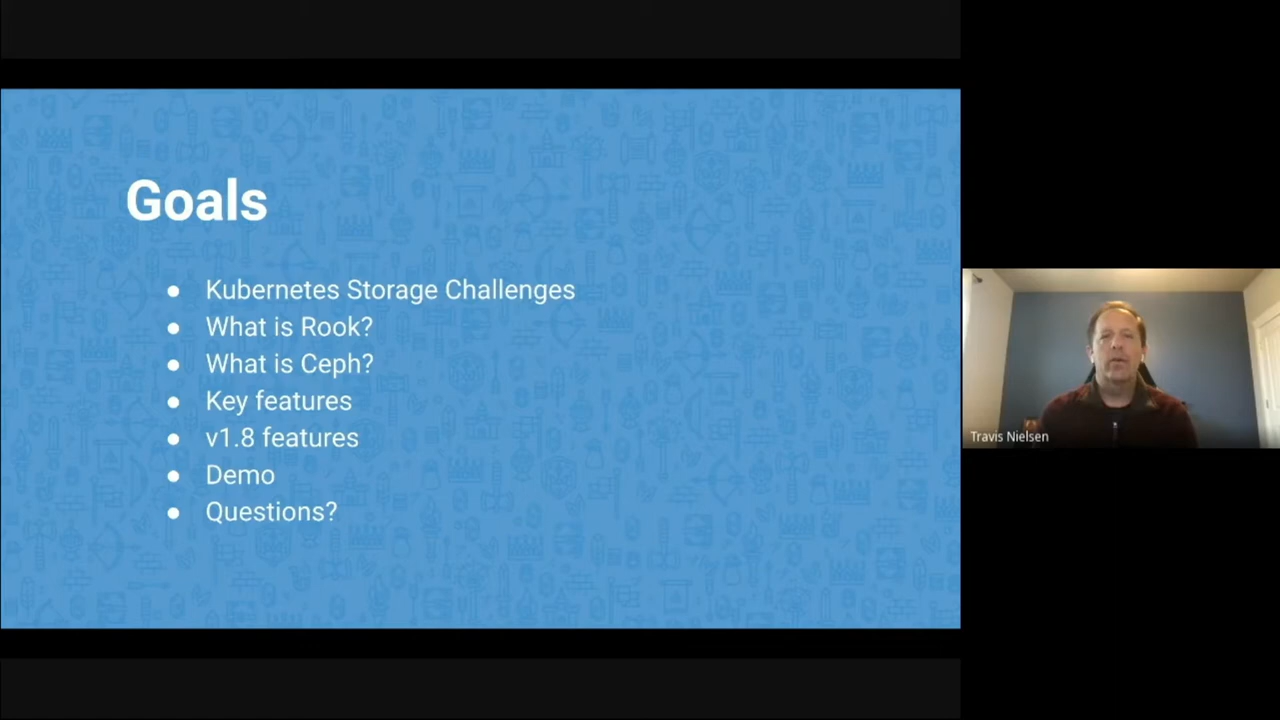 Goals
● Kubernetes Storage Challenges
● What is Rook?
● What is Ceph?
● Key features
● v1.8 features
● Demo
● Questions?
Travis Nielsen